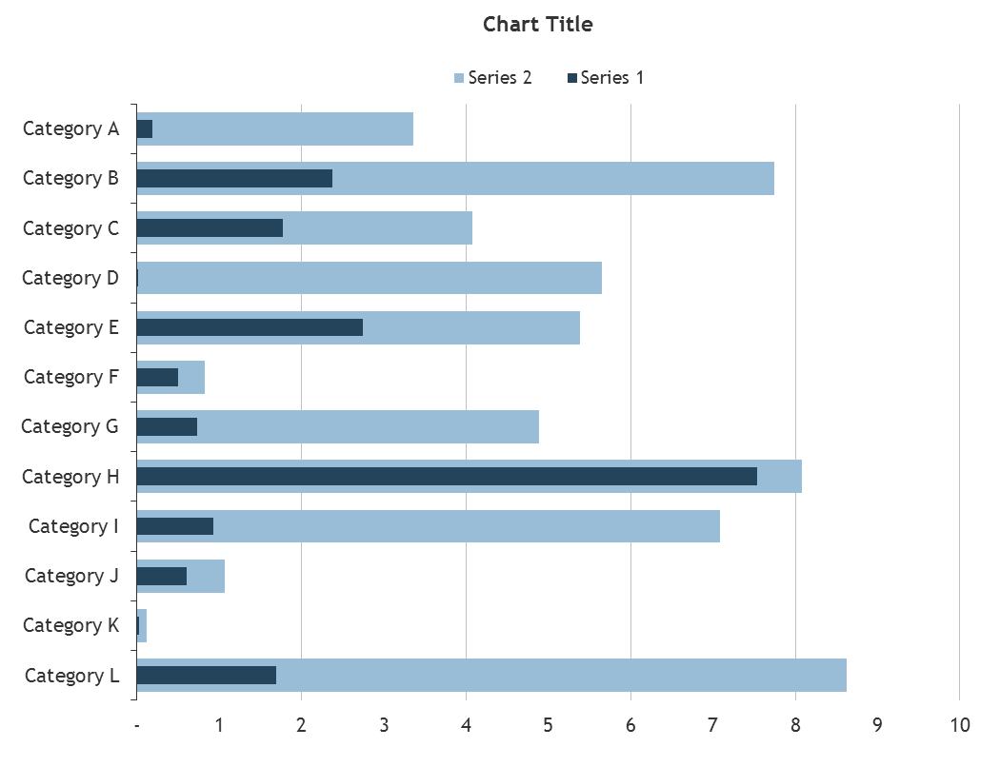 Chart Title
Series 2 Series 1
Category A
Category B
Category C
Category D
Category E
Category F
Category G
Category H
Category I
Category J
Category K
Category L
- 1 2 3 4 5 6 7 8 9 10